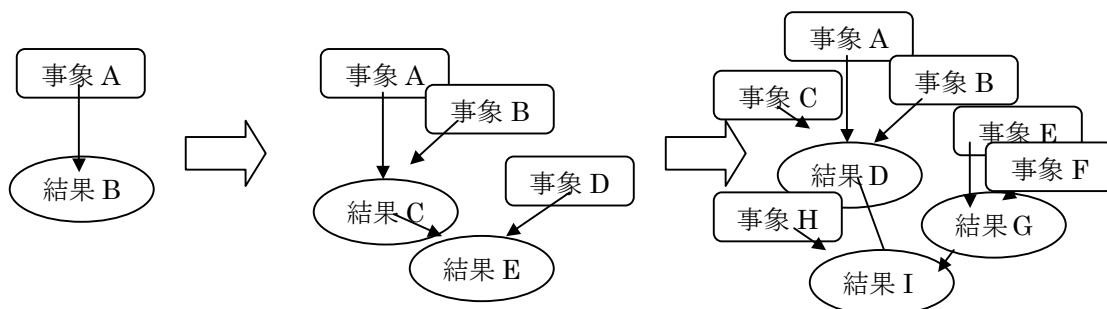 事象 A
結果 B
事象 A
事象 B
事象 D
結果 C
結果 E
事象 A
事象 B
事象 C
事象 E
事象 F
結果 D
事象 H
結果 G
結果 I